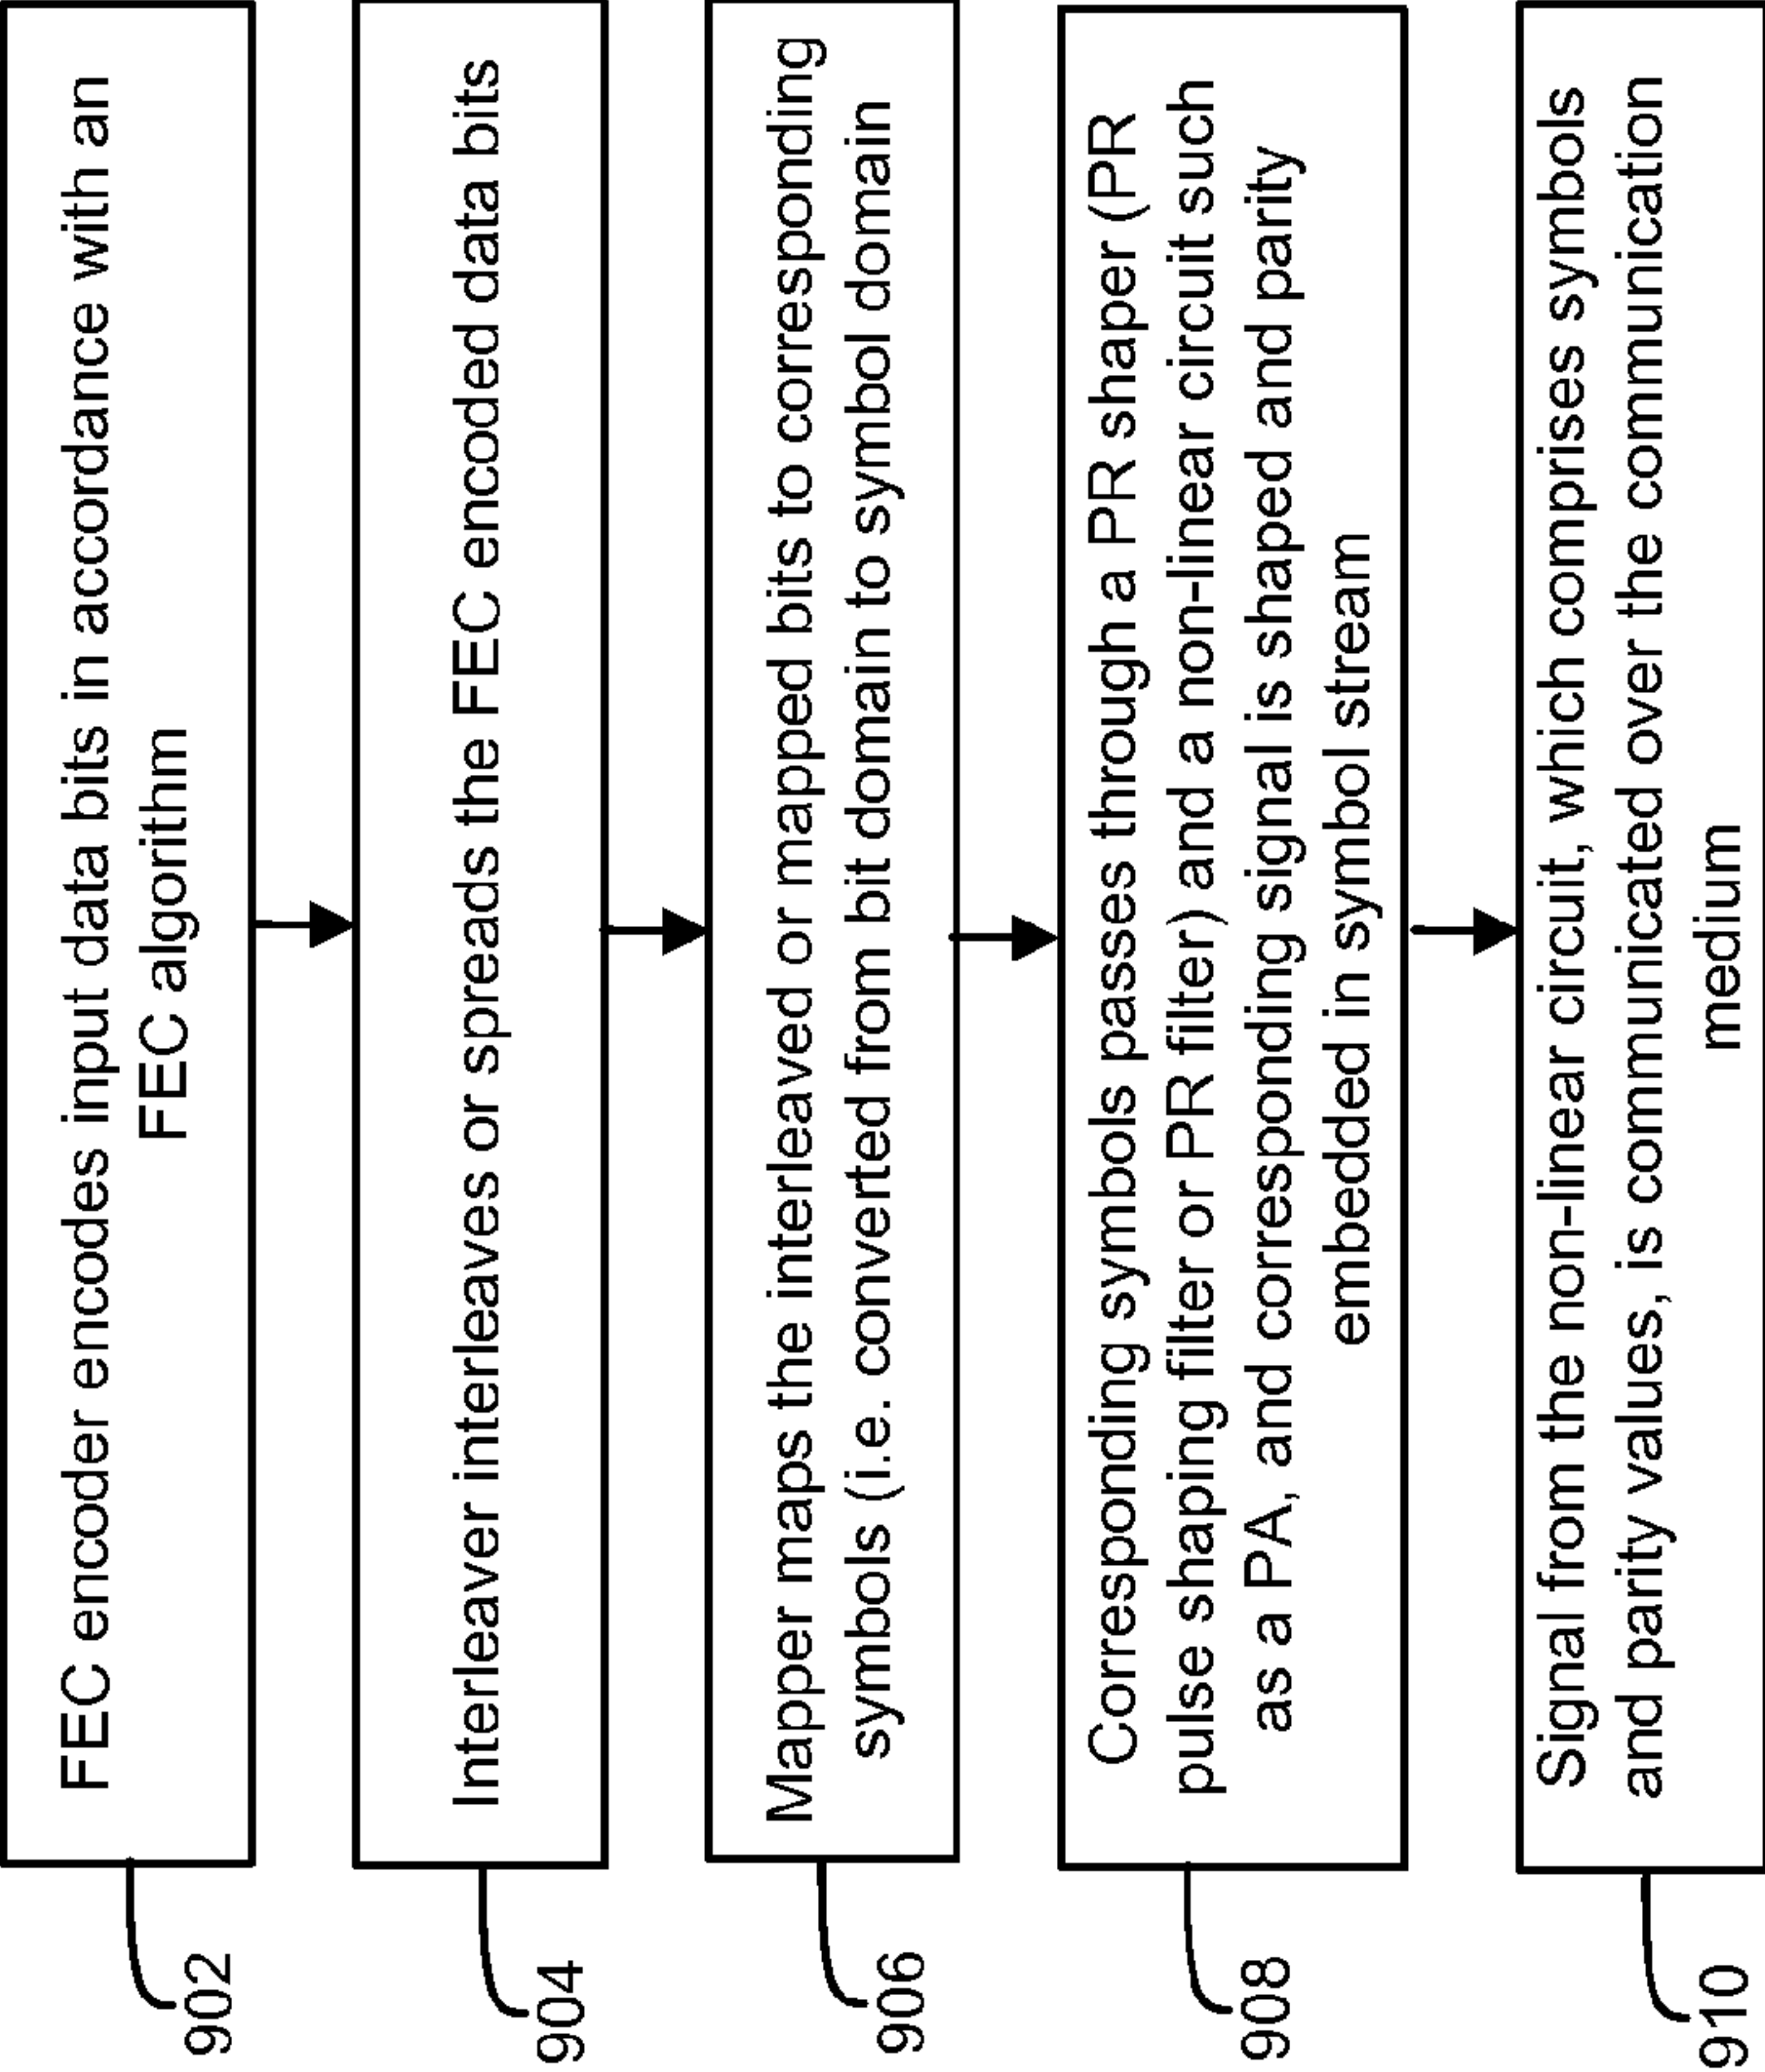 902
FEC encoder encodes input data bits in accordance with an
FEC algorithm
904
Interleaver interleaves or spreads the FEC encoded data bits
906
Mapper maps the interleaved or mapped bits to corresponding
symbols (i.e. converted from bit domain to symbol domain
908
Corresponding symbols passes through a PR shaper (PR
pulse shaping filter or PR filter) and a non-linear circuit such
as a PA, and corresponding signal is shaped and parity
embedded in symbol stream
910
Signal from the non-linear circuit, which comprises symbols
and parity values, is communicated over the communication
medium